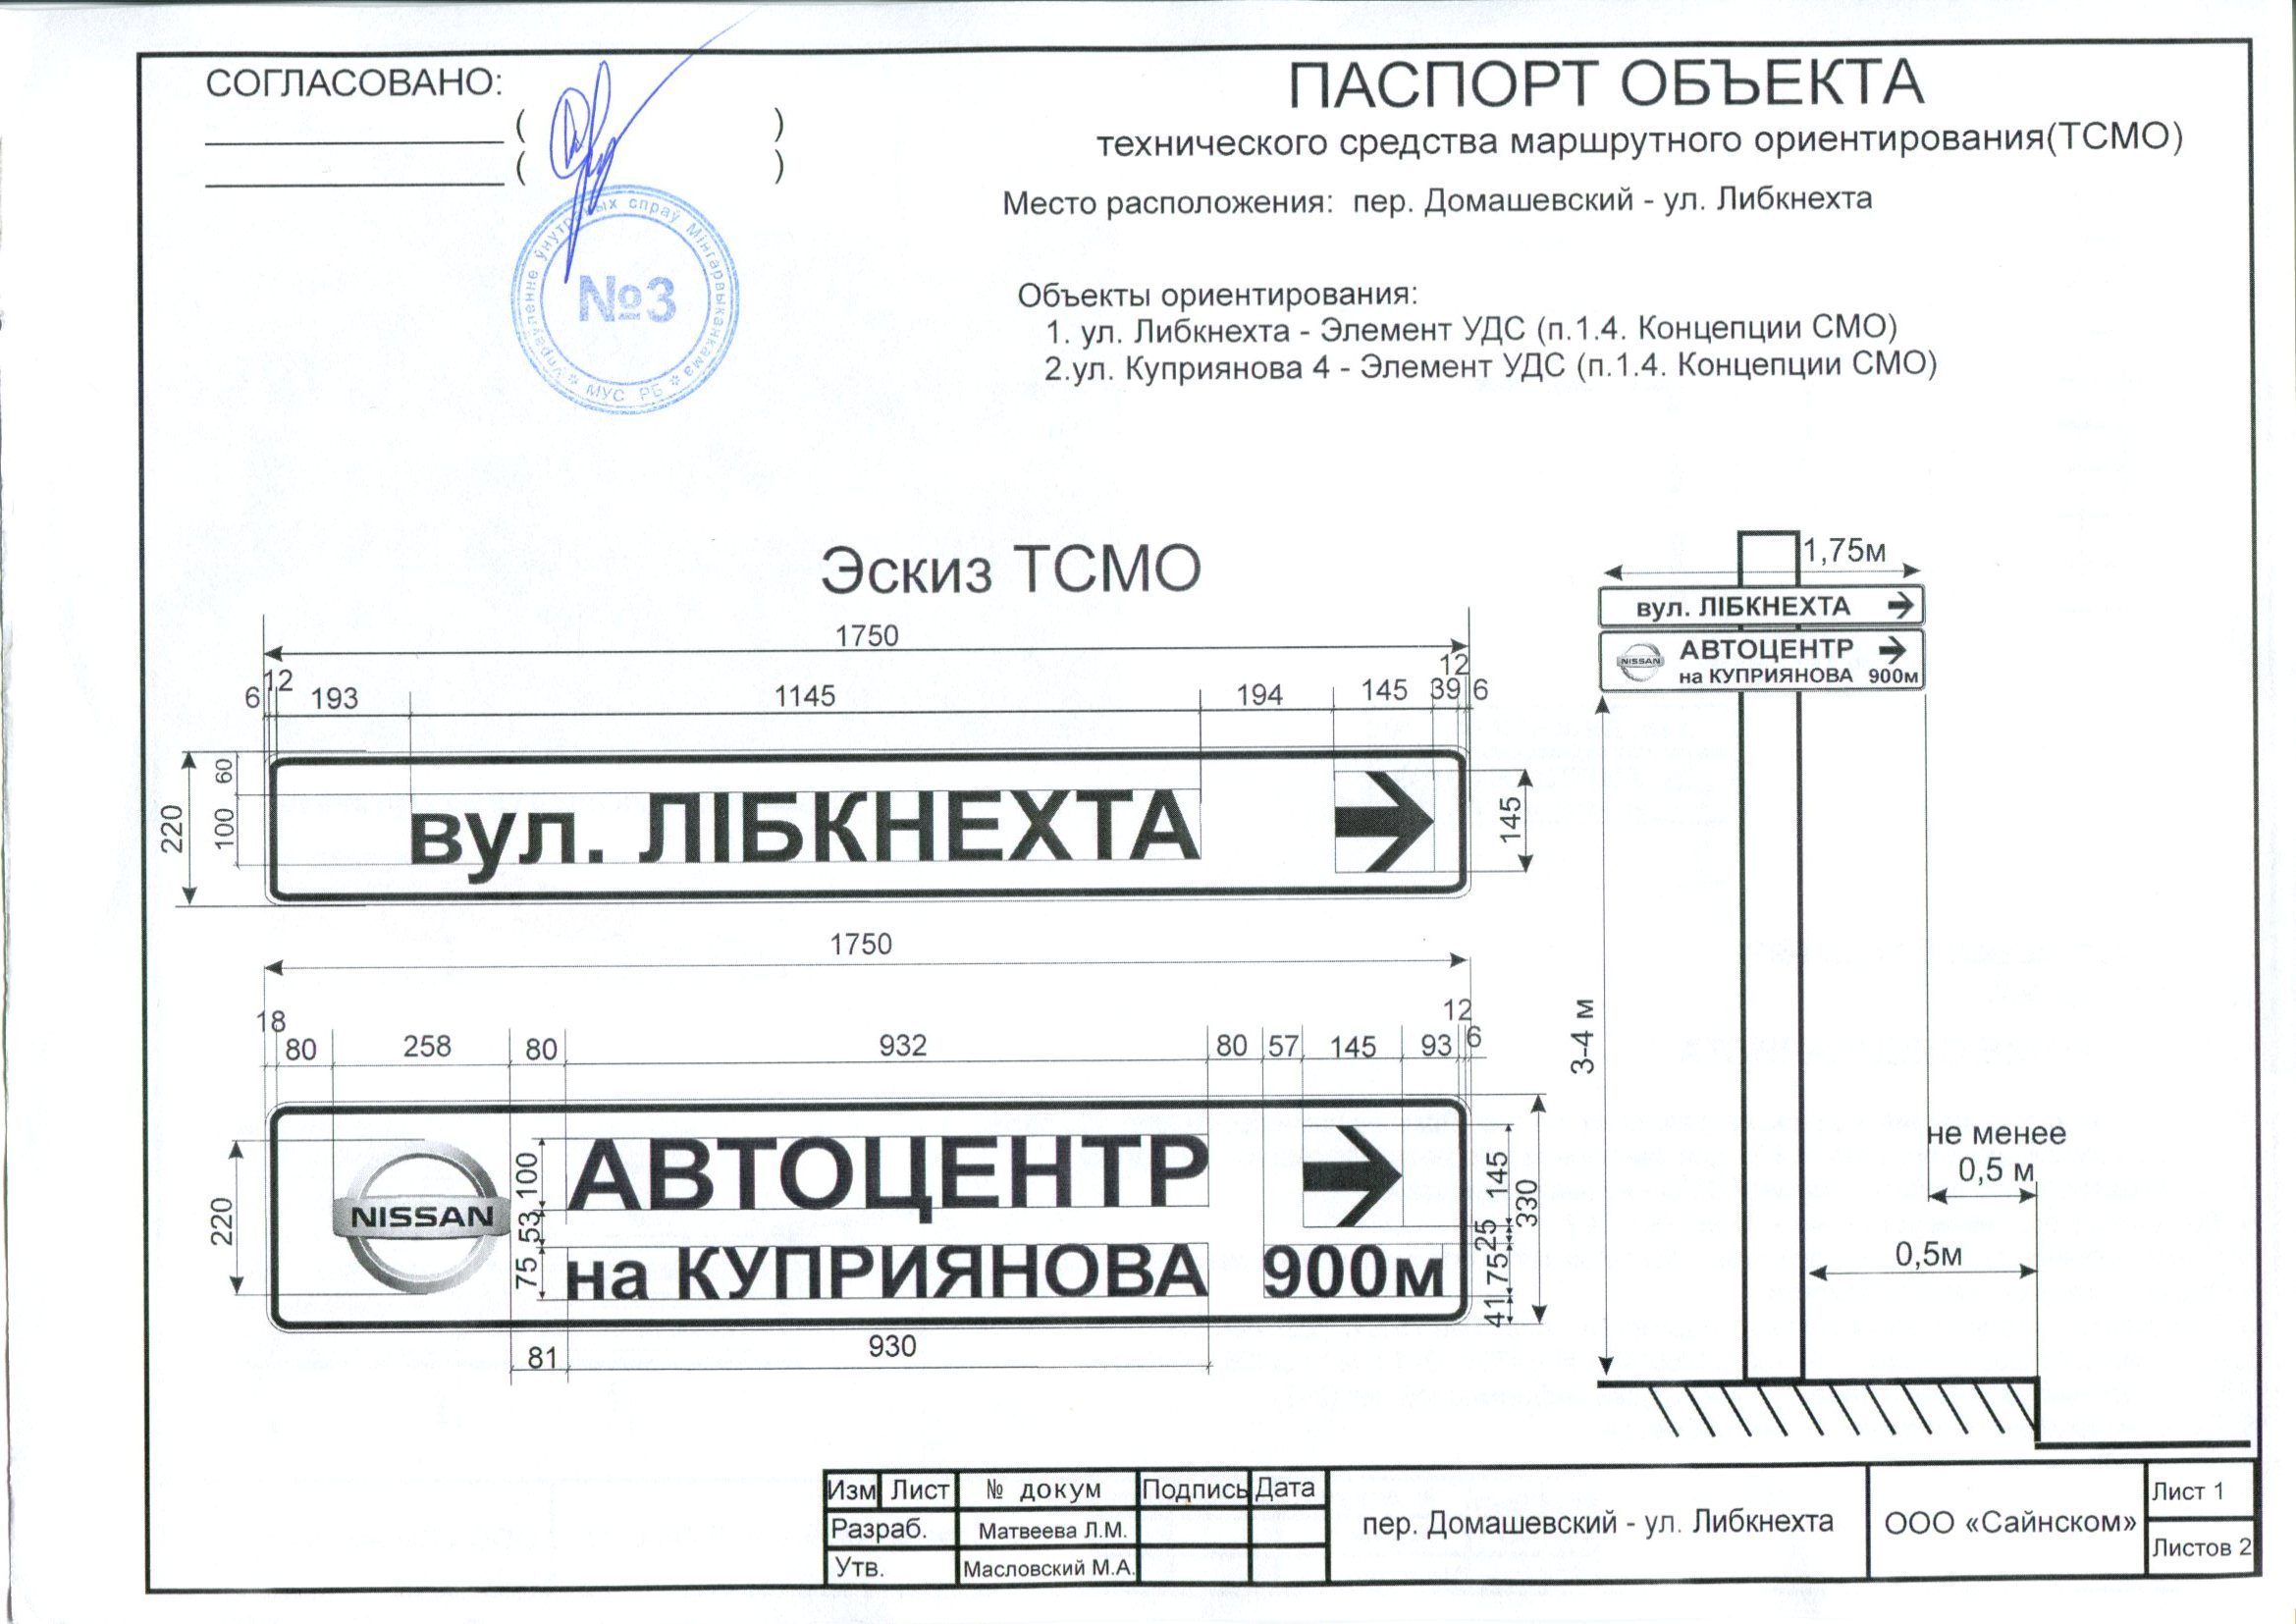 СОГЛАСОВАНО:
( )
( )
Упраўленне ўнутраных спраў Мінгарвыканкама
№3
* МУС РБ *
ПАСПОРТ ОБЪЕКТА
технического средства маршрутного ориентирования(ТСМО)
Место расположения: пер. Домашевский - ул. Либкнехта
Объекты ориентирования:
1. ул. Либкнехта - Элемент УДС (п.1.4. Концепции СМО)
2.ул. Куприянова 4 - Элемент УДС (п.1.4. Концепции СМО)
Эскиз ТСМО
1750
6 12 193 1145 194 145 39 12 6
220 60 100
вул. ЛІБКНЕХТА
145
1750
18 80 258 80 932 80 57 145 93 12 6
220
NISSAN
100 53 75
АВТОЦЕНТР
на КУПРИЯНОВА 900м
145 25 75 41 330
81 930
1,75м
вул. ЛІБКНЕХТА
NISSAN
АВТОЦЕНТР
на КУПРИЯНОВА 900м
3-4 м
не менее
0,5 м
0,5м
Изм Лист № докум Подпись Дата
Разраб. Матвеева Л.М.
Утв. Масловский М.А.
пер. Домашевский - ул. Либкнехта
ООО «Сайнском»
Лист 1
Листов 2